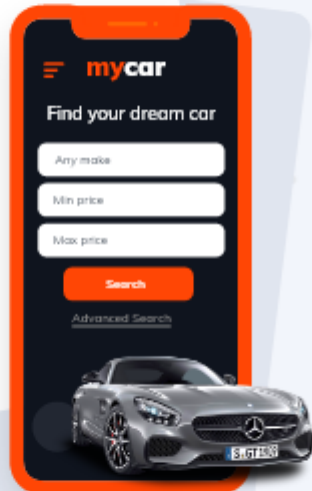 mycar
Find your dream car
Any make
Min price
Max price
Search
Advanced Search